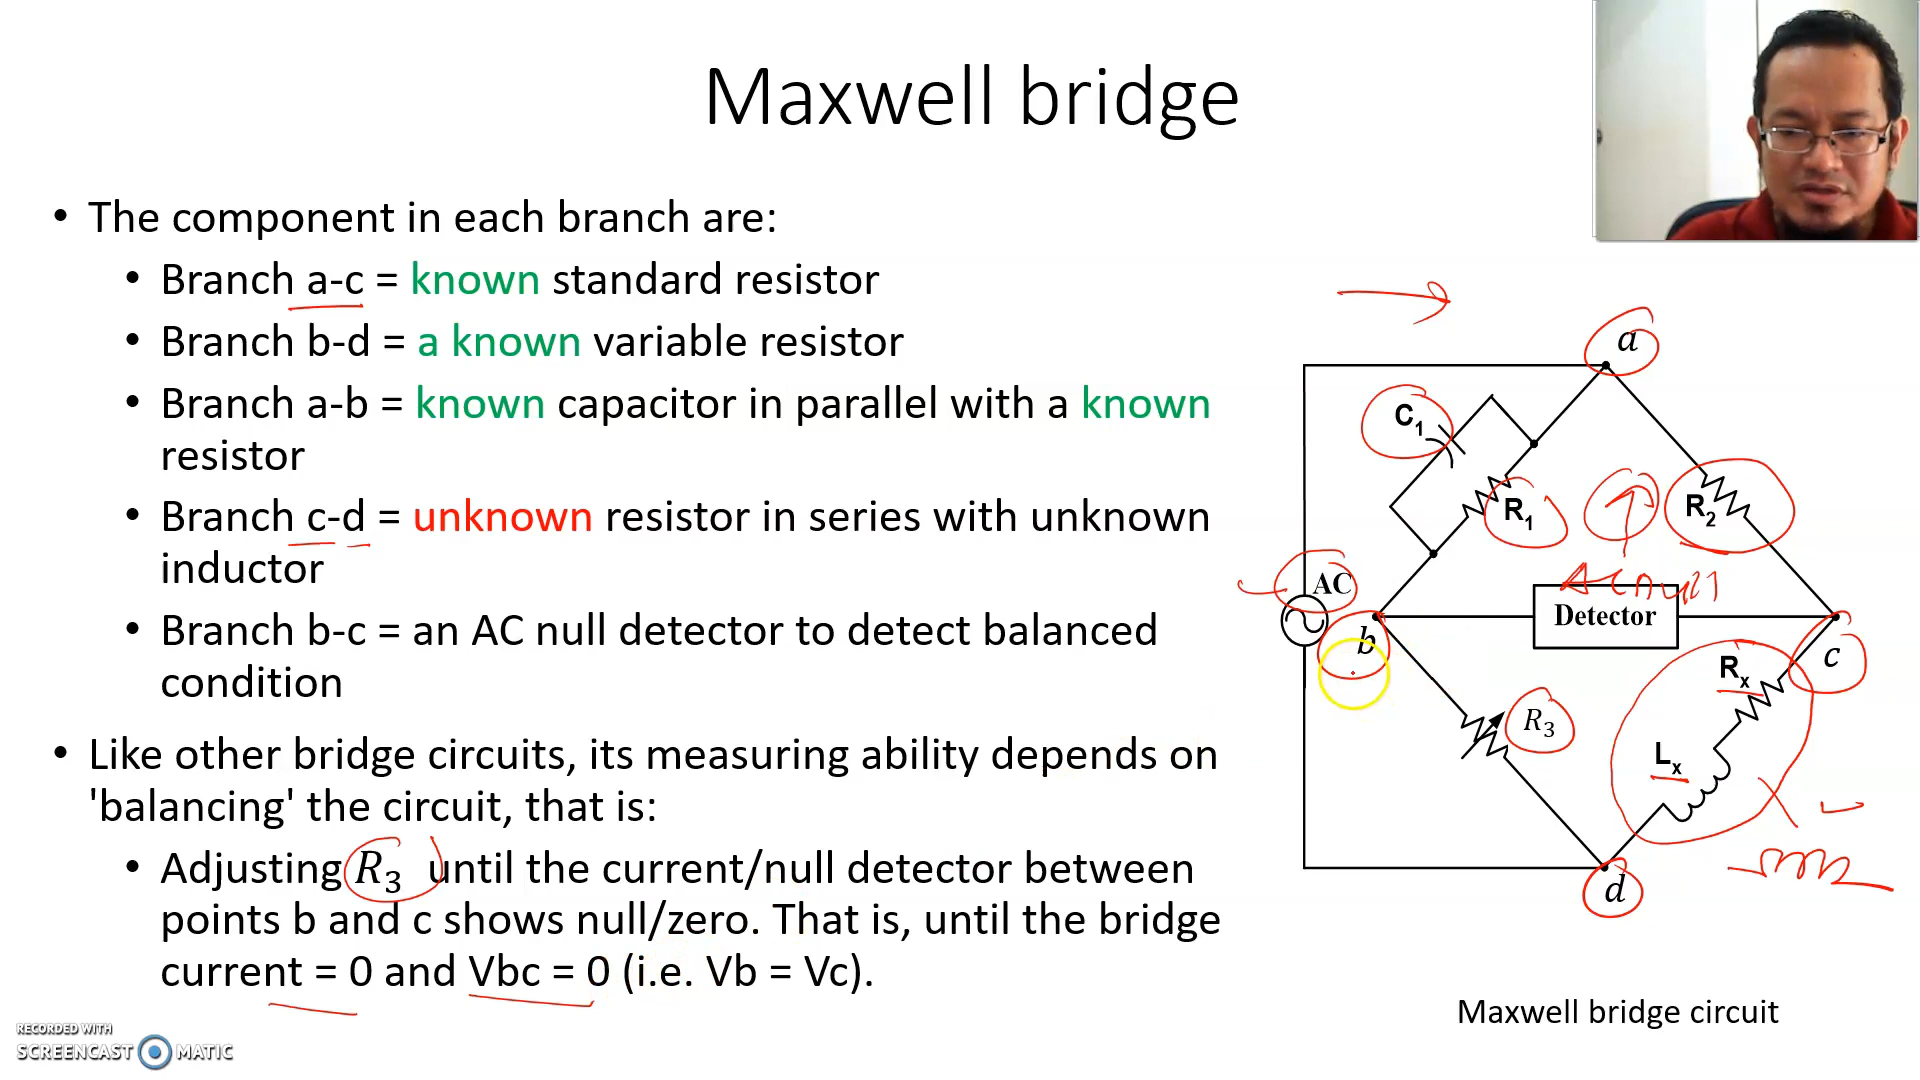 Maxwell bridge
• The component in each branch are:
• Branch a-c = known standard resistor
• Branch b-d = a known variable resistor
• Branch a-b = known capacitor in parallel with a known
resistor
• Branch c-d = unknown resistor in series with unknown
inductor
• Branch b-c = an AC null detector to detect balanced
condition
• Like other bridge circuits, its measuring ability depends on
'balancing' the circuit, that is:
• Adjusting R₃ until the current/null detector between
points b and c shows null/zero. That is, until the bridge
current = 0 and Vbc = 0 (i.e. Vb = Vc).
a
C₁
R₁
R₂
AC
Detector
b
c
Rₓ
R₃
Lₓ
d
Maxwell bridge circuit
RECORDED WITH
SCREENCAST MATIC